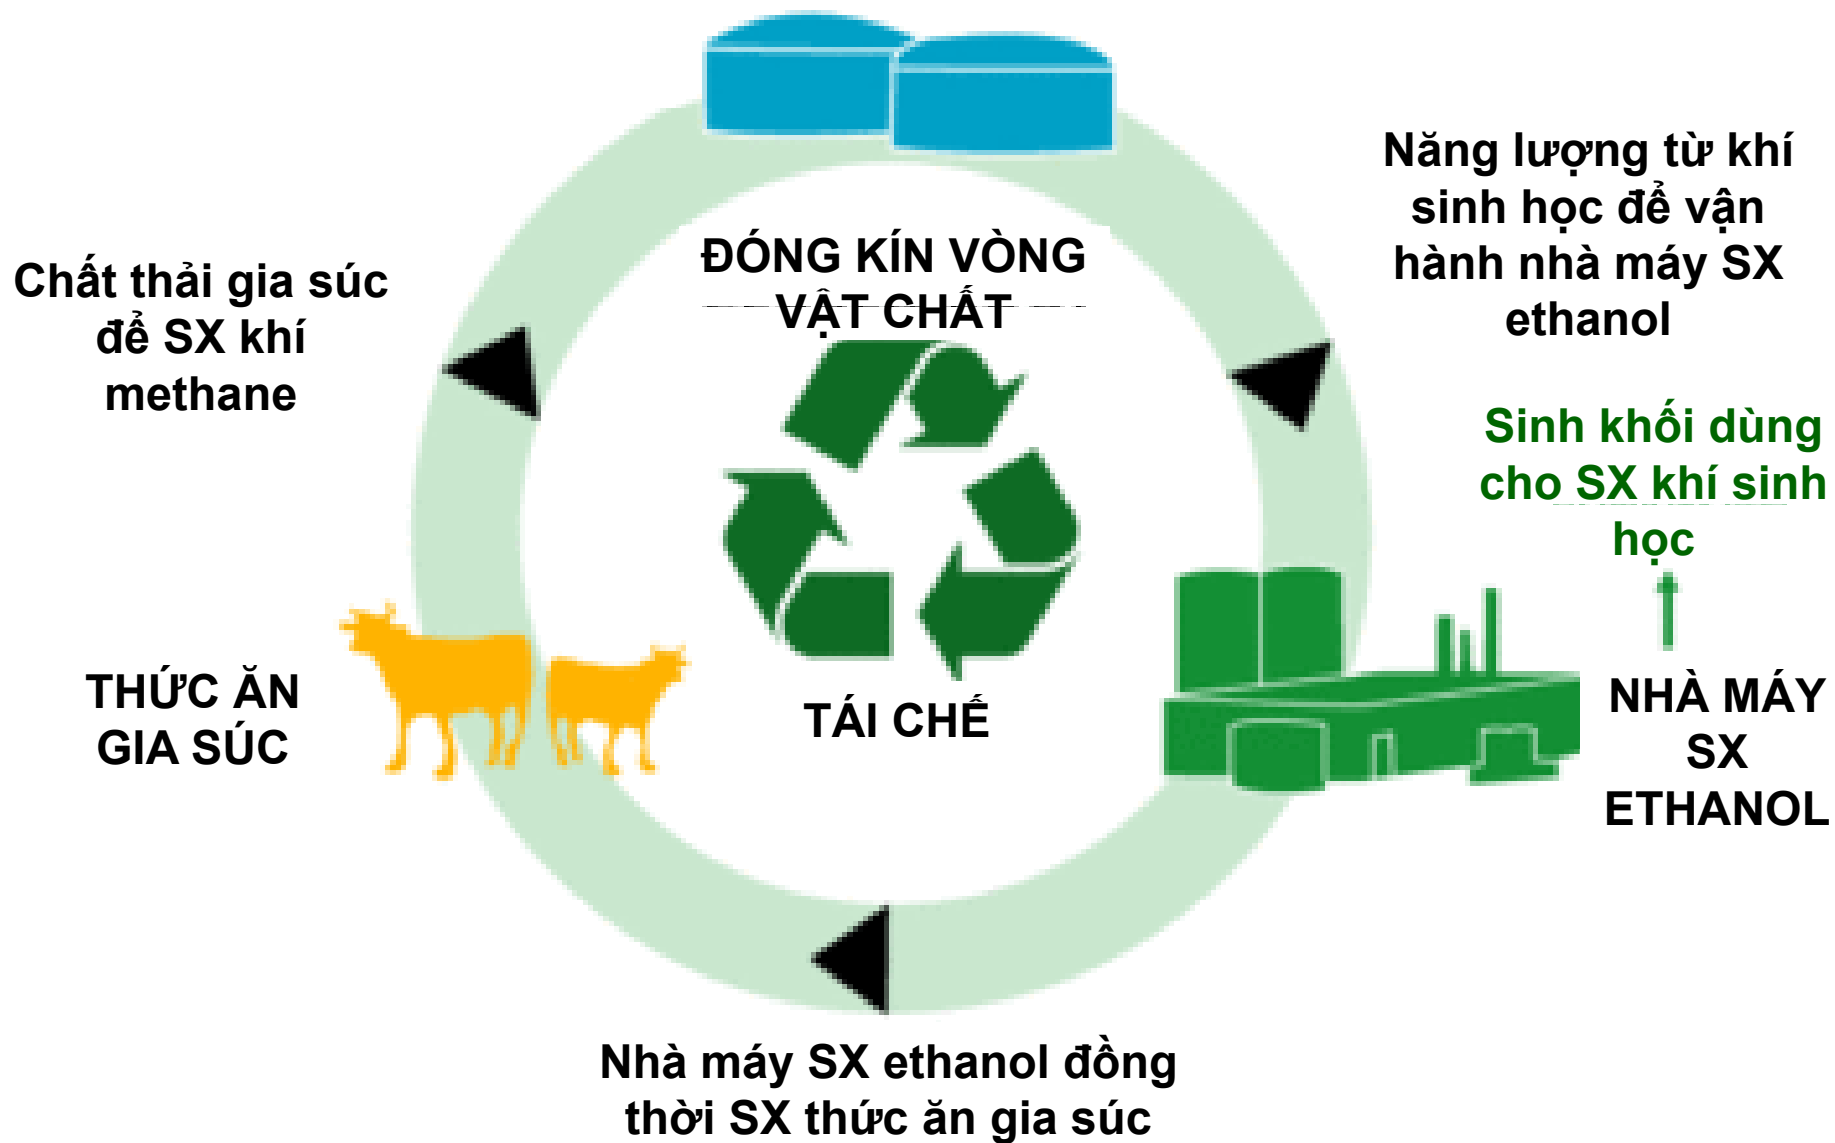 Năng lượng từ khí
sinh học để vận
hành nhà máy SX
ethanol
ĐÓNG KÍN VÒNG
VẬT CHẤT
Chất thải gia súc
để SX khí
methane
Sinh khối dùng
cho SX khí sinh
học
THỨC ĂN
GIA SÚC
TÁI CHẾ
NHÀ MÁY
SX
ETHANOL
Nhà máy SX ethanol đồng
thời SX thức ăn gia súc